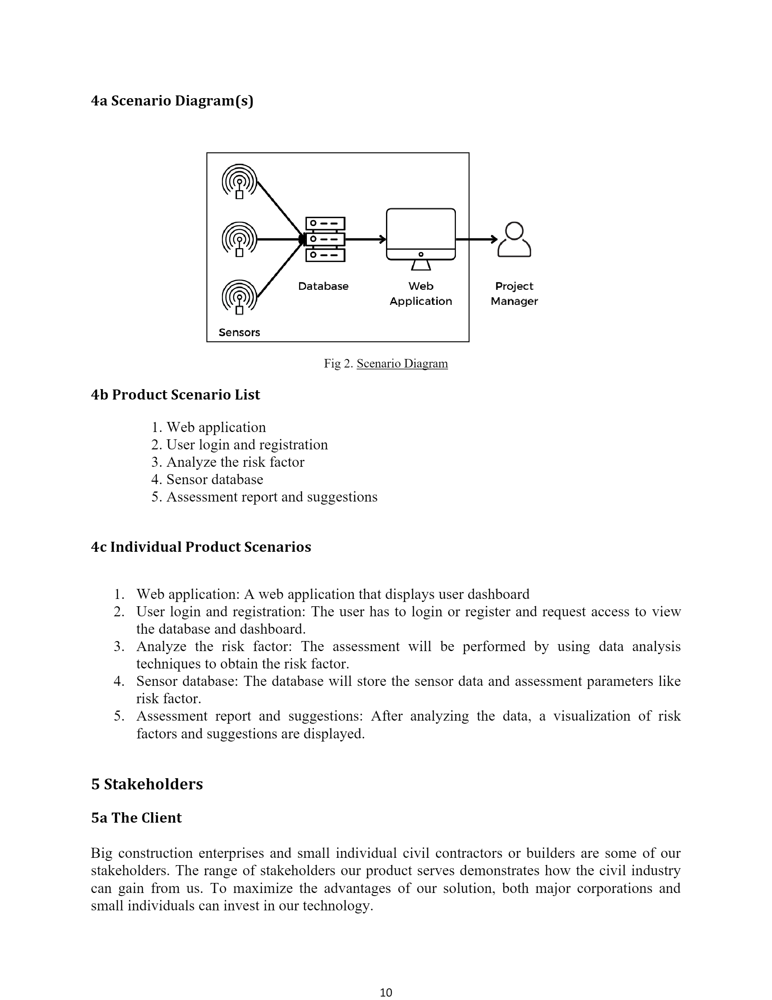 4a Scenario Diagram(s)
Sensors
Database
Web
Application
Project
Manager
Fig 2. Scenario Diagram
4b Product Scenario List
1. Web application
2. User login and registration
3. Analyze the risk factor
4. Sensor database
5. Assessment report and suggestions
4c Individual Product Scenarios
1. Web application: A web application that displays user dashboard
2. User login and registration: The user has to login or register and request access to view
the database and dashboard.
3. Analyze the risk factor: The assessment will be performed by using data analysis
techniques to obtain the risk factor.
4. Sensor database: The database will store the sensor data and assessment parameters like
risk factor.
5. Assessment report and suggestions: After analyzing the data, a visualization of risk
factors and suggestions are displayed.
5 Stakeholders
5a The Client
Big construction enterprises and small individual civil contractors or builders are some of our
stakeholders. The range of stakeholders our product serves demonstrates how the civil industry
can gain from us. To maximize the advantages of our solution, both major corporations and
small individuals can invest in our technology.
10